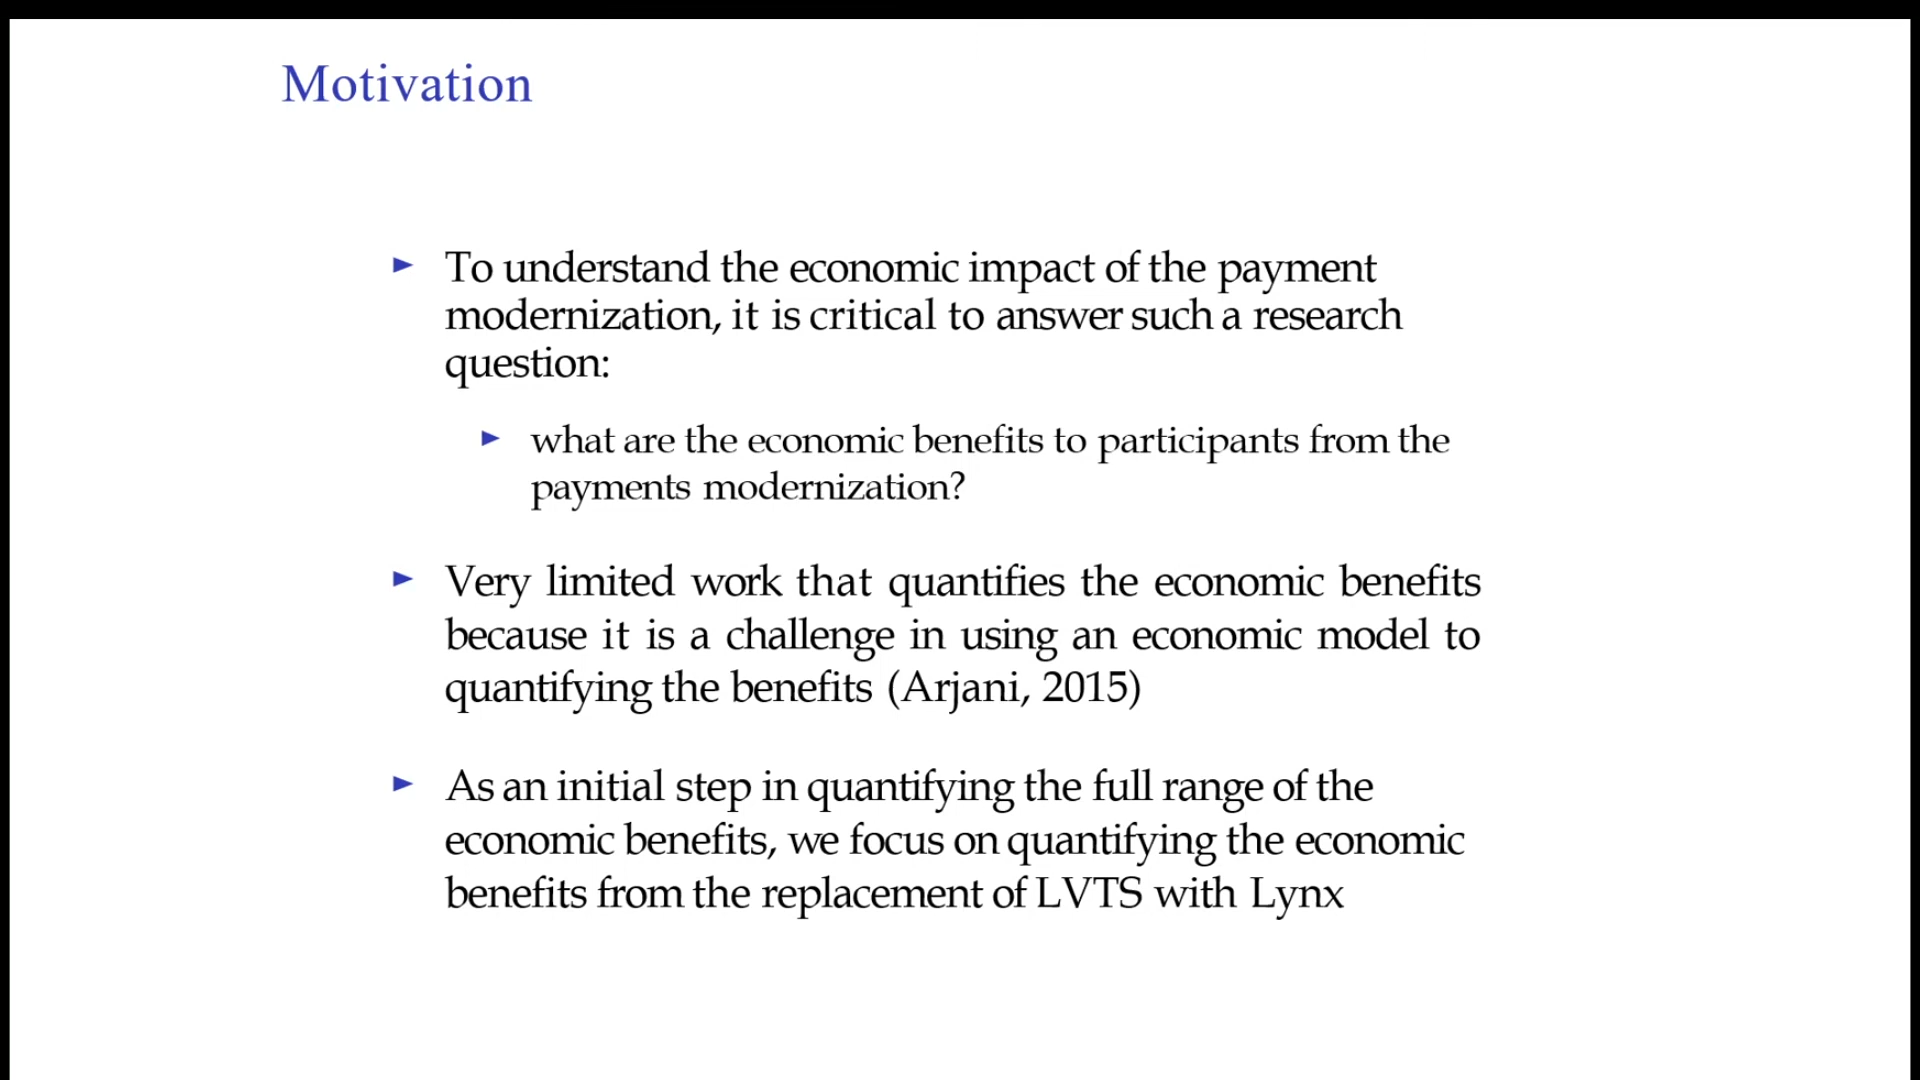 Motivation
To understand the economic impact of the payment
modernization, it is critical to answer such a research
question:
what are the economic benefits to participants from the
payments modernization?
Very limited work that quantifies the economic benefits
because it is a challenge in using an economic model to
quantifying the benefits (Arjani, 2015)
As an initial step in quantifying the full range of the
economic benefits, we focus on quantifying the economic
benefits from the replacement of LVTS with Lynx